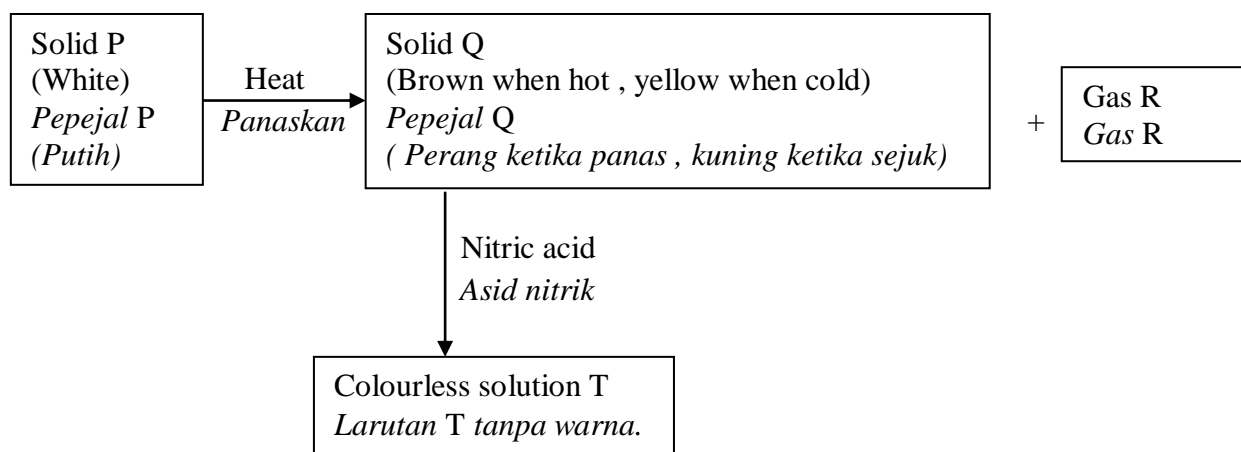 Solid P
(White)
Pepejal P
(Putih)
Heat
Panaskan
Solid Q
(Brown when hot , yellow when cold)
Pepejal Q
( Perang ketika panas , kuning ketika sejuk)
+
Gas R
Gas R
Nitric acid
Asid nitrik
Colourless solution T
Larutan T tanpa warna.